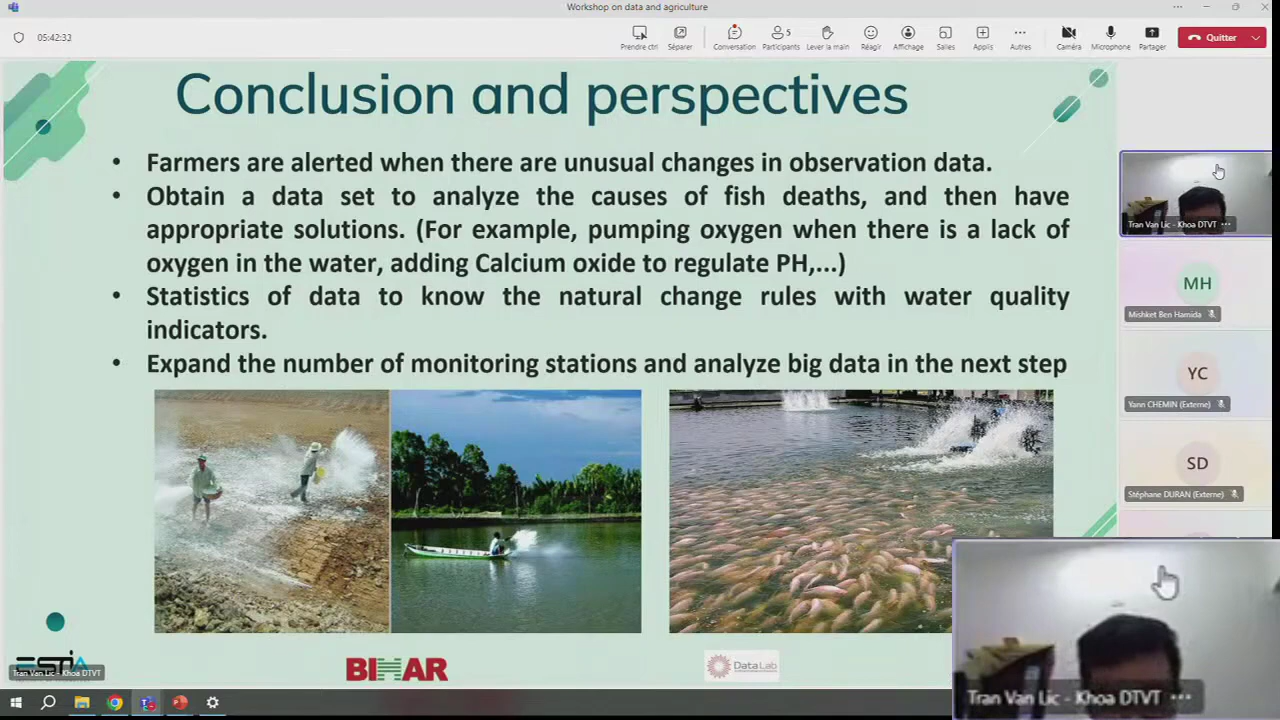 Workshop on data and agriculture
05:42:33
Prendre ctrl
Séparer
Conversation
5
Participants
Lever la main
Réagir
Affichage
Salles
Applis
Autres
Caméra
Microphone
Partager
Quitter
Conclusion and perspectives
• Farmers are alerted when there are unusual changes in observation data.
• Obtain a data set to analyze the causes of fish deaths, and then have
appropriate solutions. (For example, pumping oxygen when there is a lack of
oxygen in the water, adding Calcium oxide to regulate PH,...)
• Statistics of data to know the natural change rules with water quality
indicators.
• Expand the number of monitoring stations and analyze big data in the next step
Tran Van Lic - Khoa DTVT
MH
Mishket Ben Hamida
YC
Yann CHEMIN (Externe)
SD
Stéphane DURAN (Externe)
ESTIA
Tran Van Lic - Khoa DTVT
BIHAR
DataLab
Tran Van Lic - Khoa DTVT